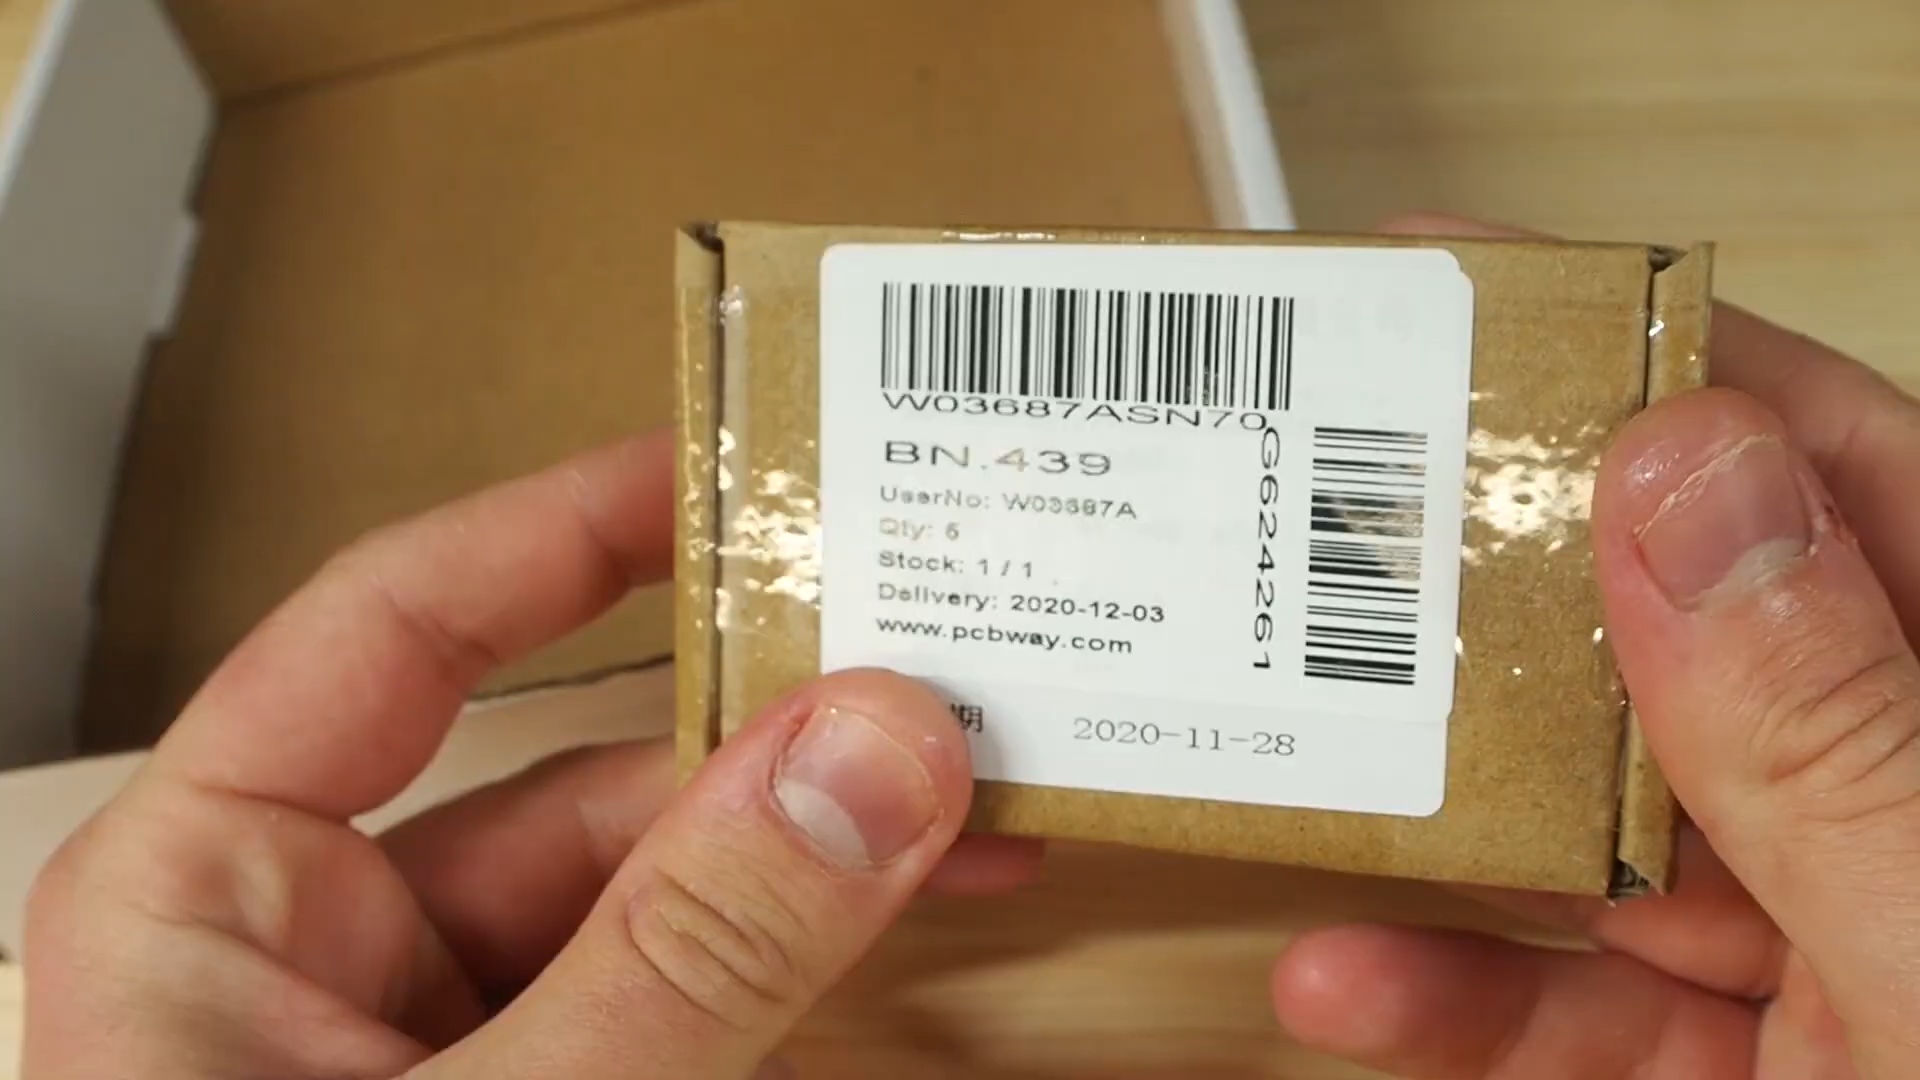 W03687ASN70
BN.439
UserNo: W03687A
Qty: 5
Stock: 1 / 1
Delivery: 2020-12-03
www.pcbway.com
G624261
期 2020-11-28